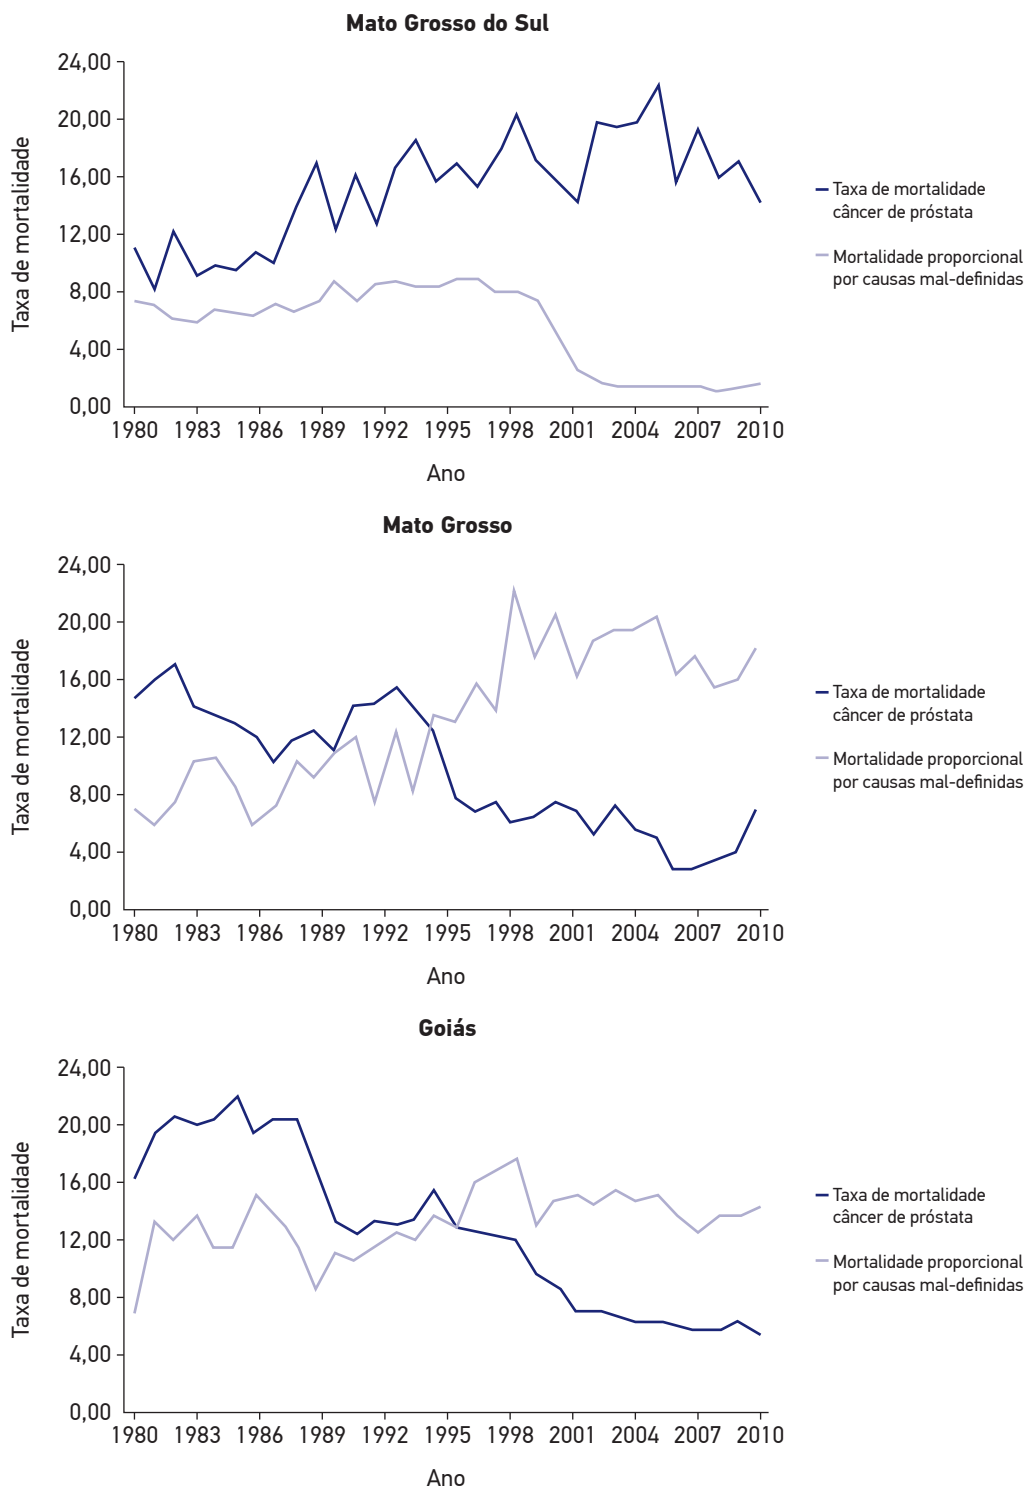 Mato Grosso do Sul
24,00
20,00
16,00
12,00
8,00
4,00
0,00
Taxa de mortalidade
1980 1983 1986 1989 1992 1995 1998 2001 2004 2007 2010
Ano
Taxa de mortalidade
câncer de próstata
Mortalidade proporcional
por causas mal-definidas
Mato Grosso
24,00
20,00
16,00
12,00
8,00
4,00
0,00
Taxa de mortalidade
1980 1983 1986 1989 1992 1995 1998 2001 2004 2007 2010
Ano
Taxa de mortalidade
câncer de próstata
Mortalidade proporcional
por causas mal-definidas
Goiás
24,00
20,00
16,00
12,00
8,00
4,00
0,00
Taxa de mortalidade
1980 1983 1986 1989 1992 1995 1998 2001 2004 2007 2010
Ano
Taxa de mortalidade
câncer de próstata
Mortalidade proporcional
por causas mal-definidas